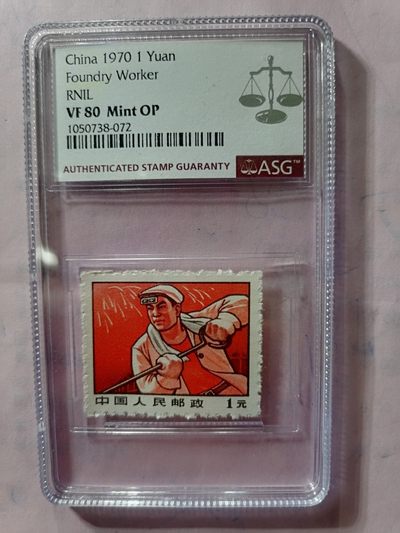 China 1970 1 Yuan
Foundry Worker
RNIL
VF 80 Mint OP
1050738-072
AUTHENTICATED STAMP GUARANTY ASG™
中国人民邮政 1元